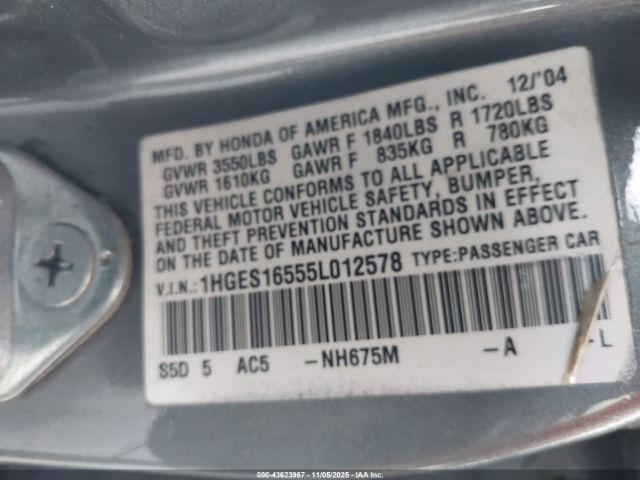 MFD. BY HONDA OF AMERICA MFG., INC. 12/'04
GVWR 3550LBS GAWR F 1840LBS R 1720LBS
GVWR 1610KG GAWR F 835KG R 780KG
THIS VEHICLE CONFORMS TO ALL APPLICABLE
FEDERAL MOTOR VEHICLE SAFETY, BUMPER,
AND THEFT PREVENTION STANDARDS IN EFFECT
ON THE DATE OF MANUFACTURE SHOWN ABOVE.
V.I.N.:1HGES16555L012578 TYPE:PASSENGER CAR
S5D 5 AC5 -NH675M -A -L
000-43623967 - 11/05/2025 - IAA Inc.